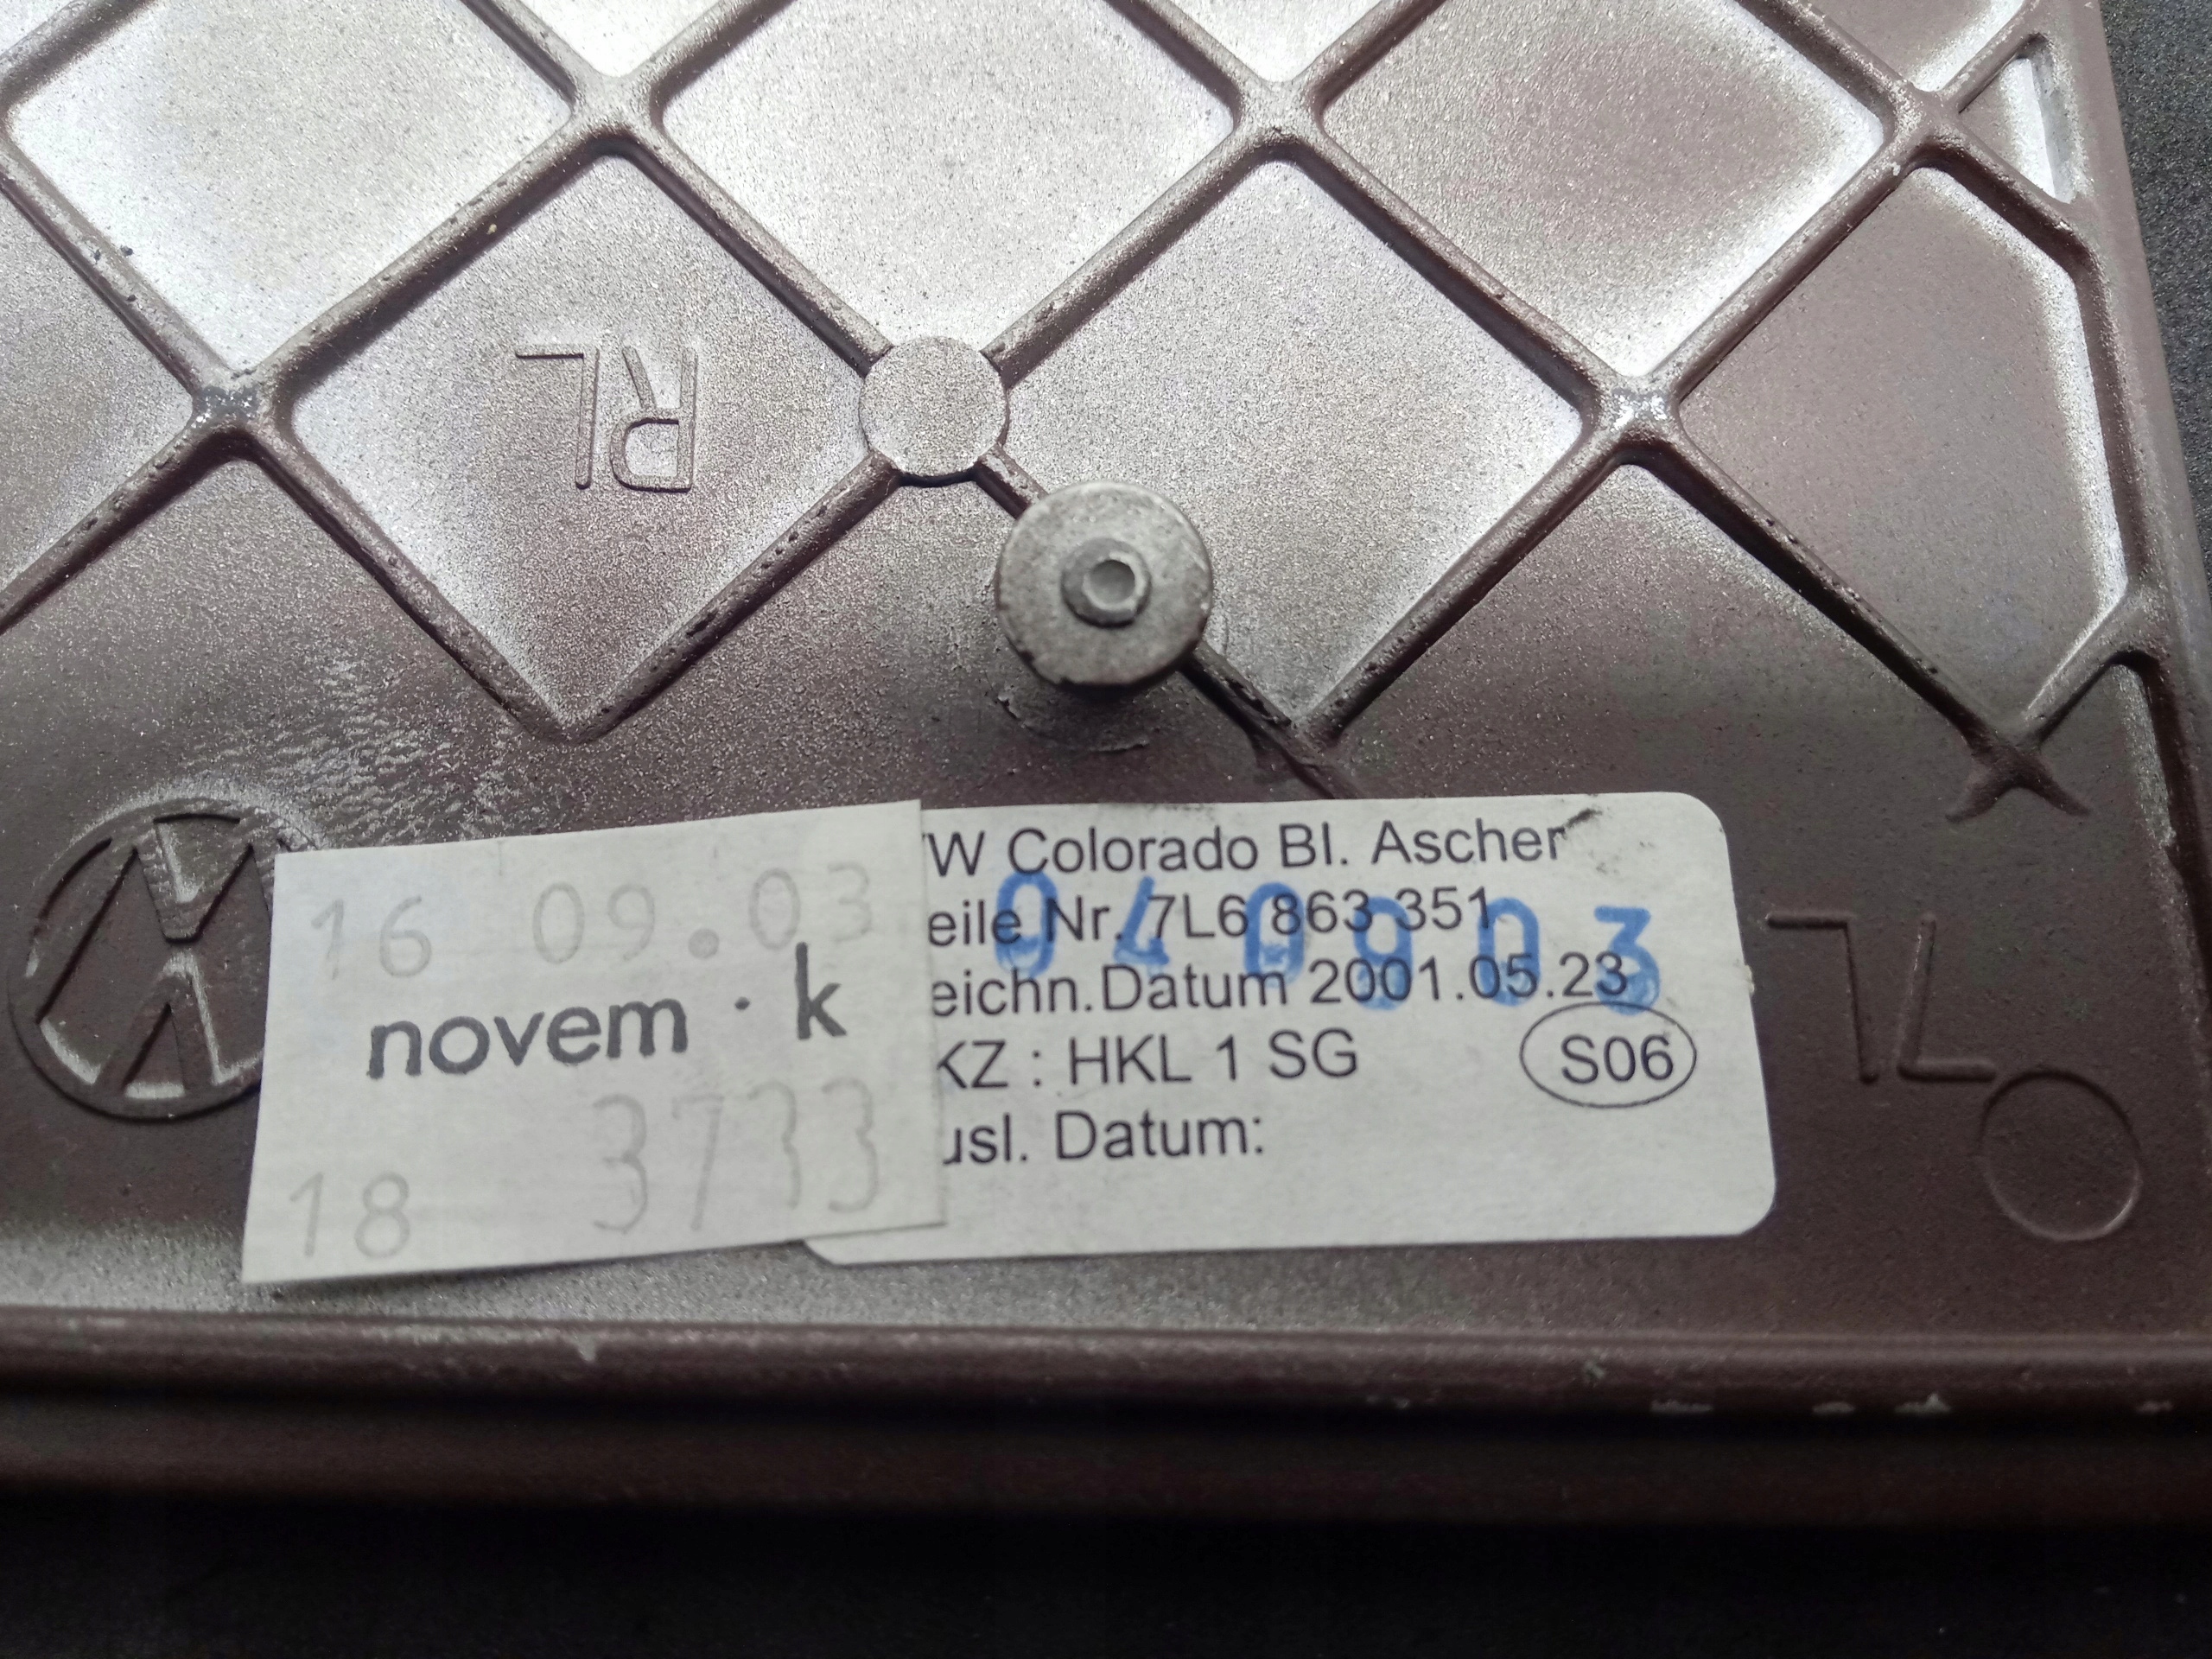 RL
W Colorado Bl. Ascher
eile Nr. 7L6 863 351
040903
eichn.Datum 2001.05.23
KZ : HKL 1 SG
S06
usl. Datum:
16 09.03
novem · k
18 3733
7L